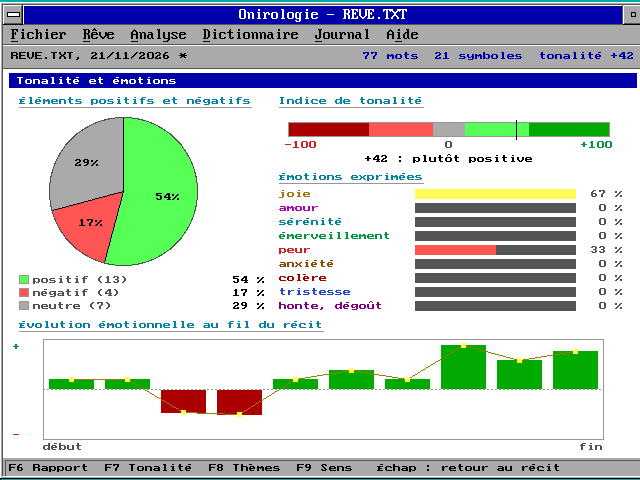 Onirologie - REVE.TXT
Fichier Rêve Analyse Dictionnaire Journal Aide
REVE.TXT, 21/11/2026 * 77 mots 21 symboles tonalité +42
Tonalité et émotions
Éléments positifs et négatifs
29%
54%
17%
positif (13) 54 %
négatif (4) 17 %
neutre (7) 29 %
Indice de tonalité
-100 0 +100
+42 : plutôt positive
Émotions exprimées
joie 67 %
amour 0 %
sérénité 0 %
émerveillement 0 %
peur 33 %
anxiété 0 %
colère 0 %
tristesse 0 %
honte, dégoût 0 %
Évolution émotionnelle au fil du récit
+
-
début fin
F6 Rapport F7 Tonalité F8 Thèmes F9 Sens Échap : retour au récit